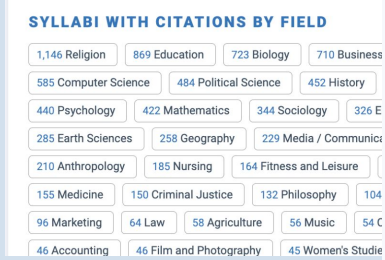 SYLLABI WITH CITATIONS BY FIELD
1,146 Religion 869 Education 723 Biology 710 Business
585 Computer Science 484 Political Science 452 History
440 Psychology 422 Mathematics 344 Sociology 326
285 Earth Sciences 258 Geography 229 Media /
210 Anthropology 185 Nursing 164 Fitness and Leisure
155 Medicine 150 Criminal Justice 132 Philosophy 104
96 Marketing 64 Law 58 Agriculture 56 Music 54
46 Accounting 46 Film and Photography 45 Women's